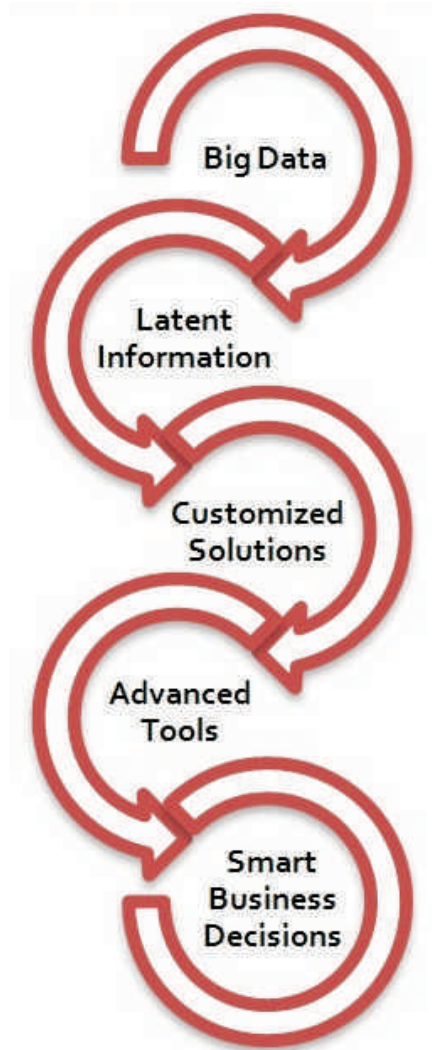 Big Data
Latent
Information
Customized
Solutions
Advanced
Tools
Smart
Business
Decisions